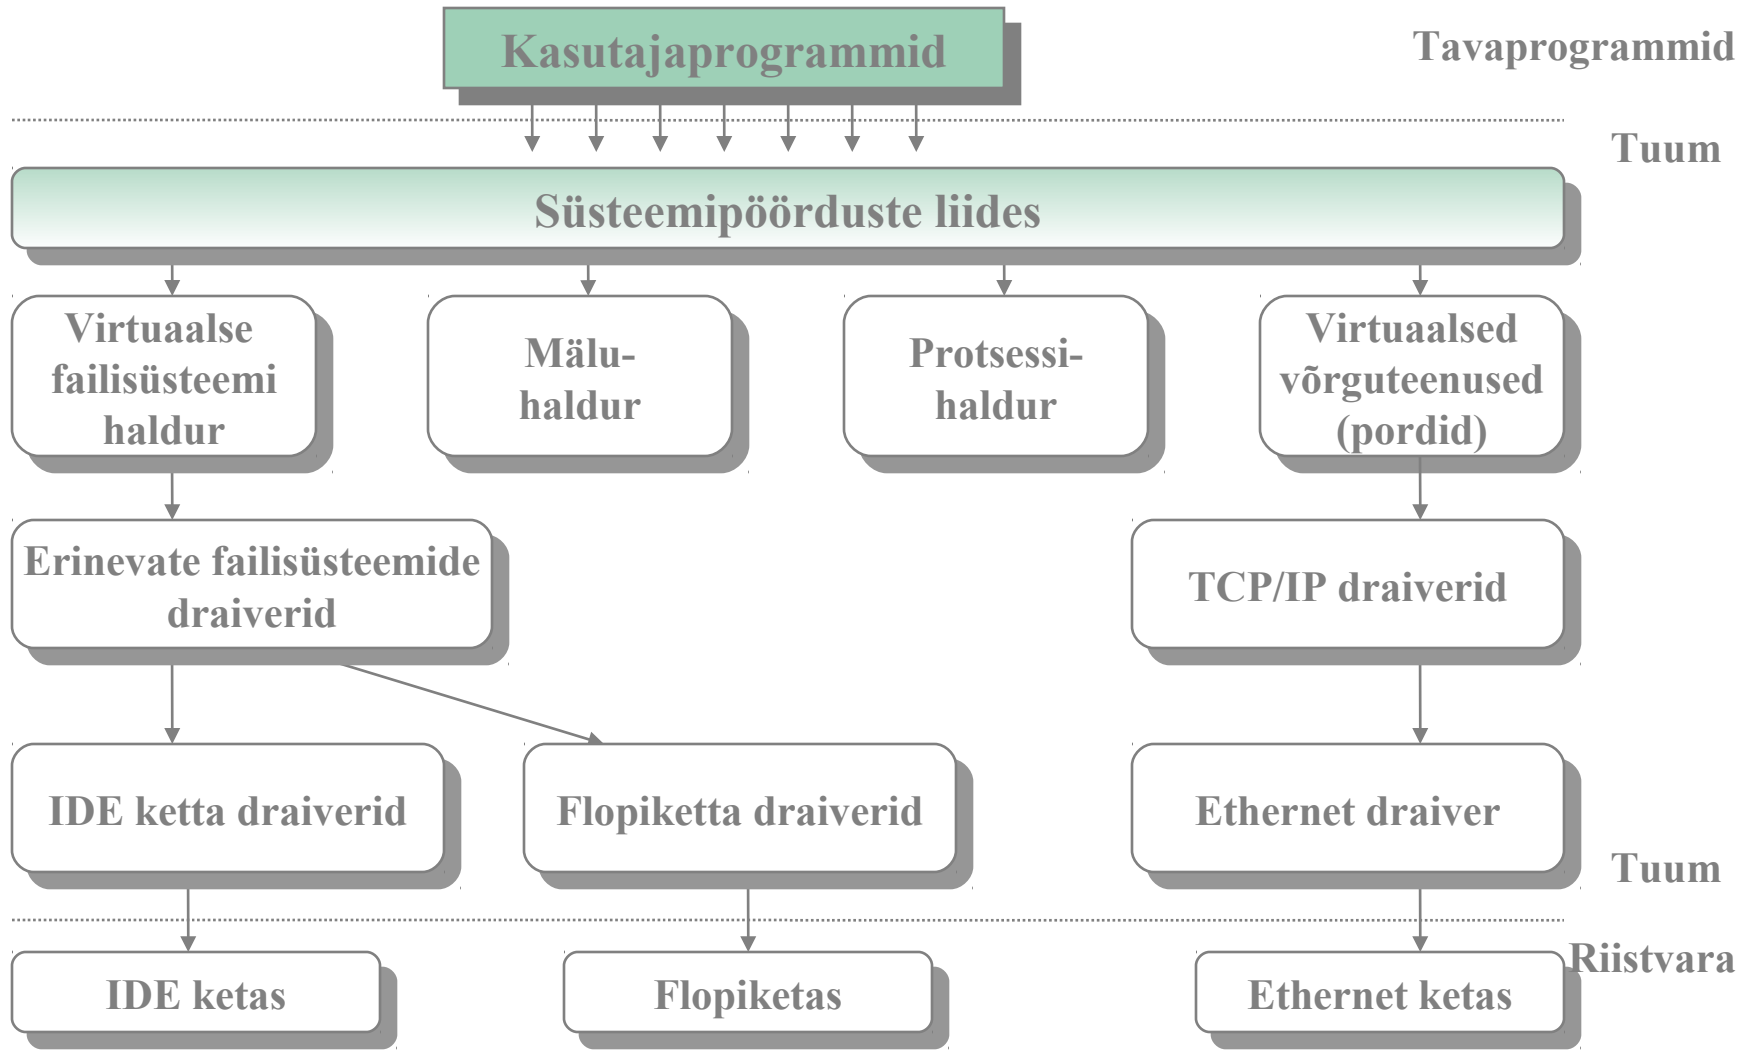 Kasutajaprogrammid
Tavaprogrammid
Tuum
Süsteemipöörduste liides
Virtuaalse
failisüsteemi
haldur
Mälu-
haldur
Protsessi-
haldur
Virtuaalsed
võrguteenused
(pordid)
Erinevate failisüsteemide
draiverid
TCP/IP draiverid
IDE ketta draiverid
Flopiketta draiverid
Ethernet draiver
Tuum
Riistvara
IDE ketas
Flopiketas
Ethernet ketas